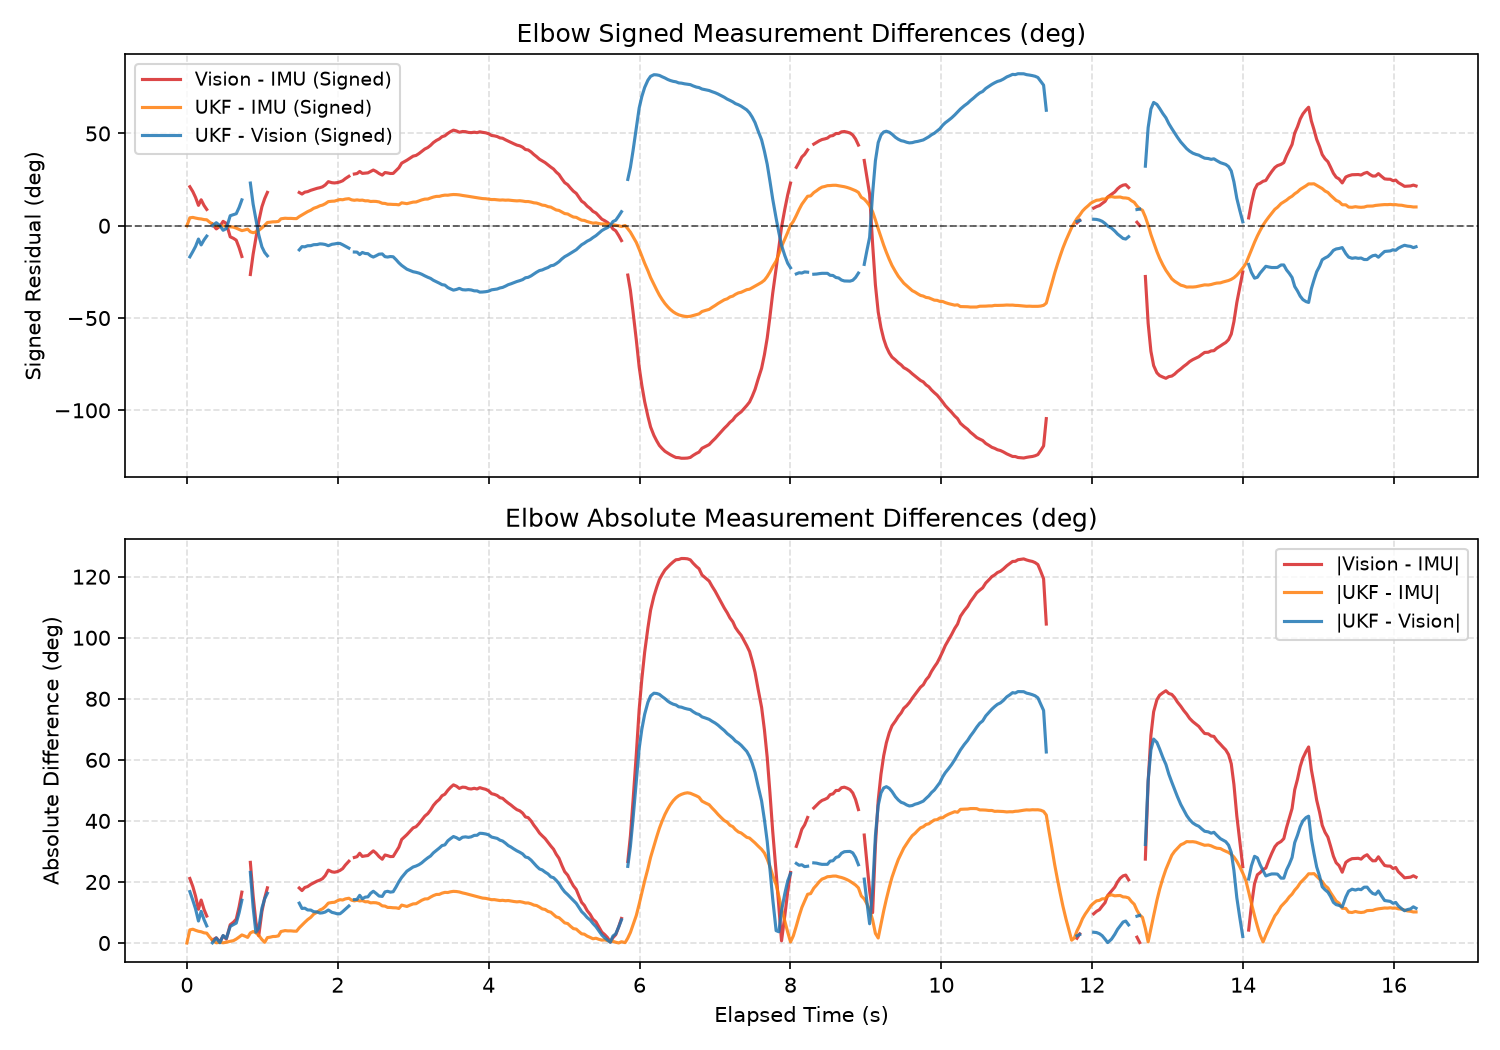 Elbow Signed Measurement Differences (deg)
Vision - IMU (Signed)
UKF - IMU (Signed)
UKF - Vision (Signed)
Signed Residual (deg)
50
0
−50
−100
Elbow Absolute Measurement Differences (deg)
|Vision - IMU|
|UKF - IMU|
|UKF - Vision|
Absolute Difference (deg)
120
100
80
60
40
20
0
0 2 4 6 8 10 12 14 16
Elapsed Time (s)